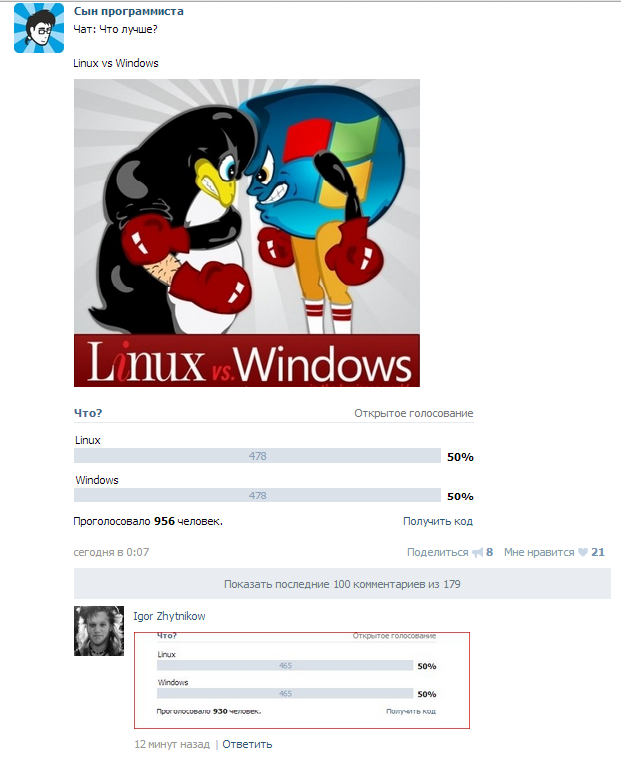 Сын программиста
Чат: Что лучше?
Linux vs Windows
Linux vs. Windows
Что?
Открытое голосование
Linux
478
50%
Windows
478
50%
Проголосовало 956 человек.
Получить код
сегодня в 0:07
Поделиться 8
Мне нравится 21
Показать последние 100 комментариев из 179
Igor Zhytnikow
Что?
Открытое голосование
Linux
465
50%
Windows
465
50%
Проголосовало 930 человек.
Получить код
12 минут назад | Ответить